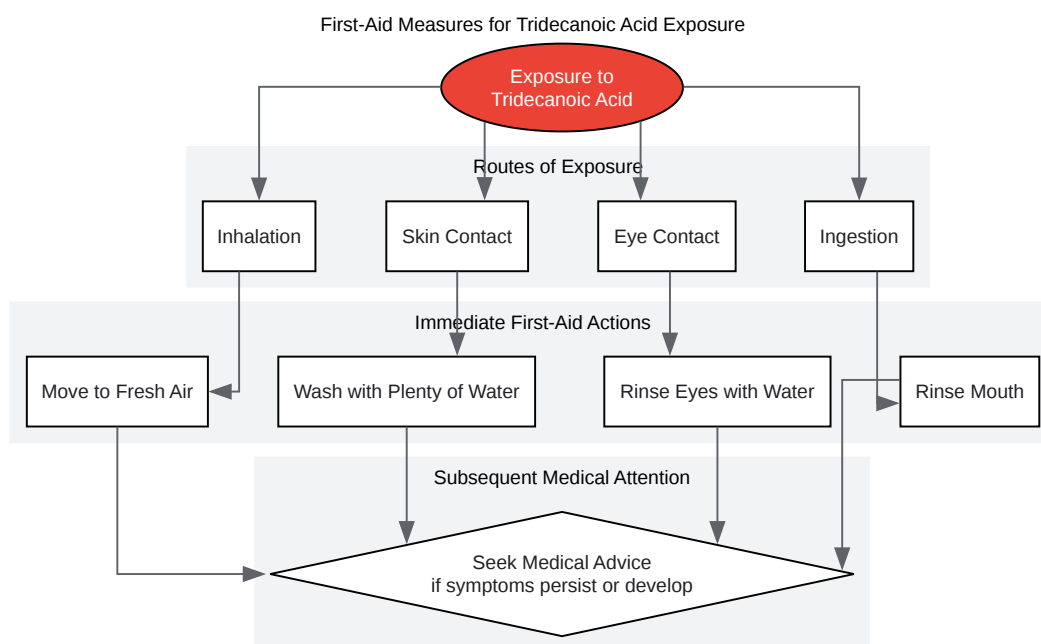 First-Aid Measures for Tridecanoic Acid Exposure
Exposure to
Tridecanoic Acid
Routes of Exposure
Inhalation
Skin Contact
Eye Contact
Ingestion
Immediate First-Aid Actions
Move to Fresh Air
Wash with Plenty of Water
Rinse Eyes with Water
Rinse Mouth
Subsequent Medical Attention
Seek Medical Advice
if symptoms persist or develop